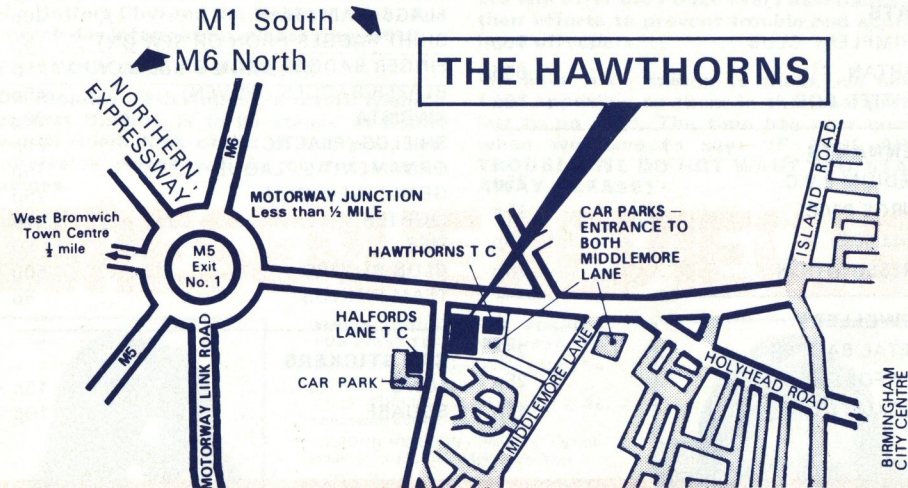 M1 South
M6 North
THE HAWTHORNS
'NORTHERN'
EXPRESSWAY
M6
MOTORWAY JUNCTION
Less than ½ MILE
West Bromwich
Town Centre
½ mile
M5
Exit
No. 1
HAWTHORNS T C
CAR PARKS —
ENTRANCE TO
BOTH
MIDDLEMORE
LANE
ISLAND ROAD
HALFORDS
LANE T C
CAR PARK
M5
MOTORWAY LINK ROAD
MIDDLEMORE LANE
HOLYHEAD ROAD
BIRMINGHAM
CITY CENTRE